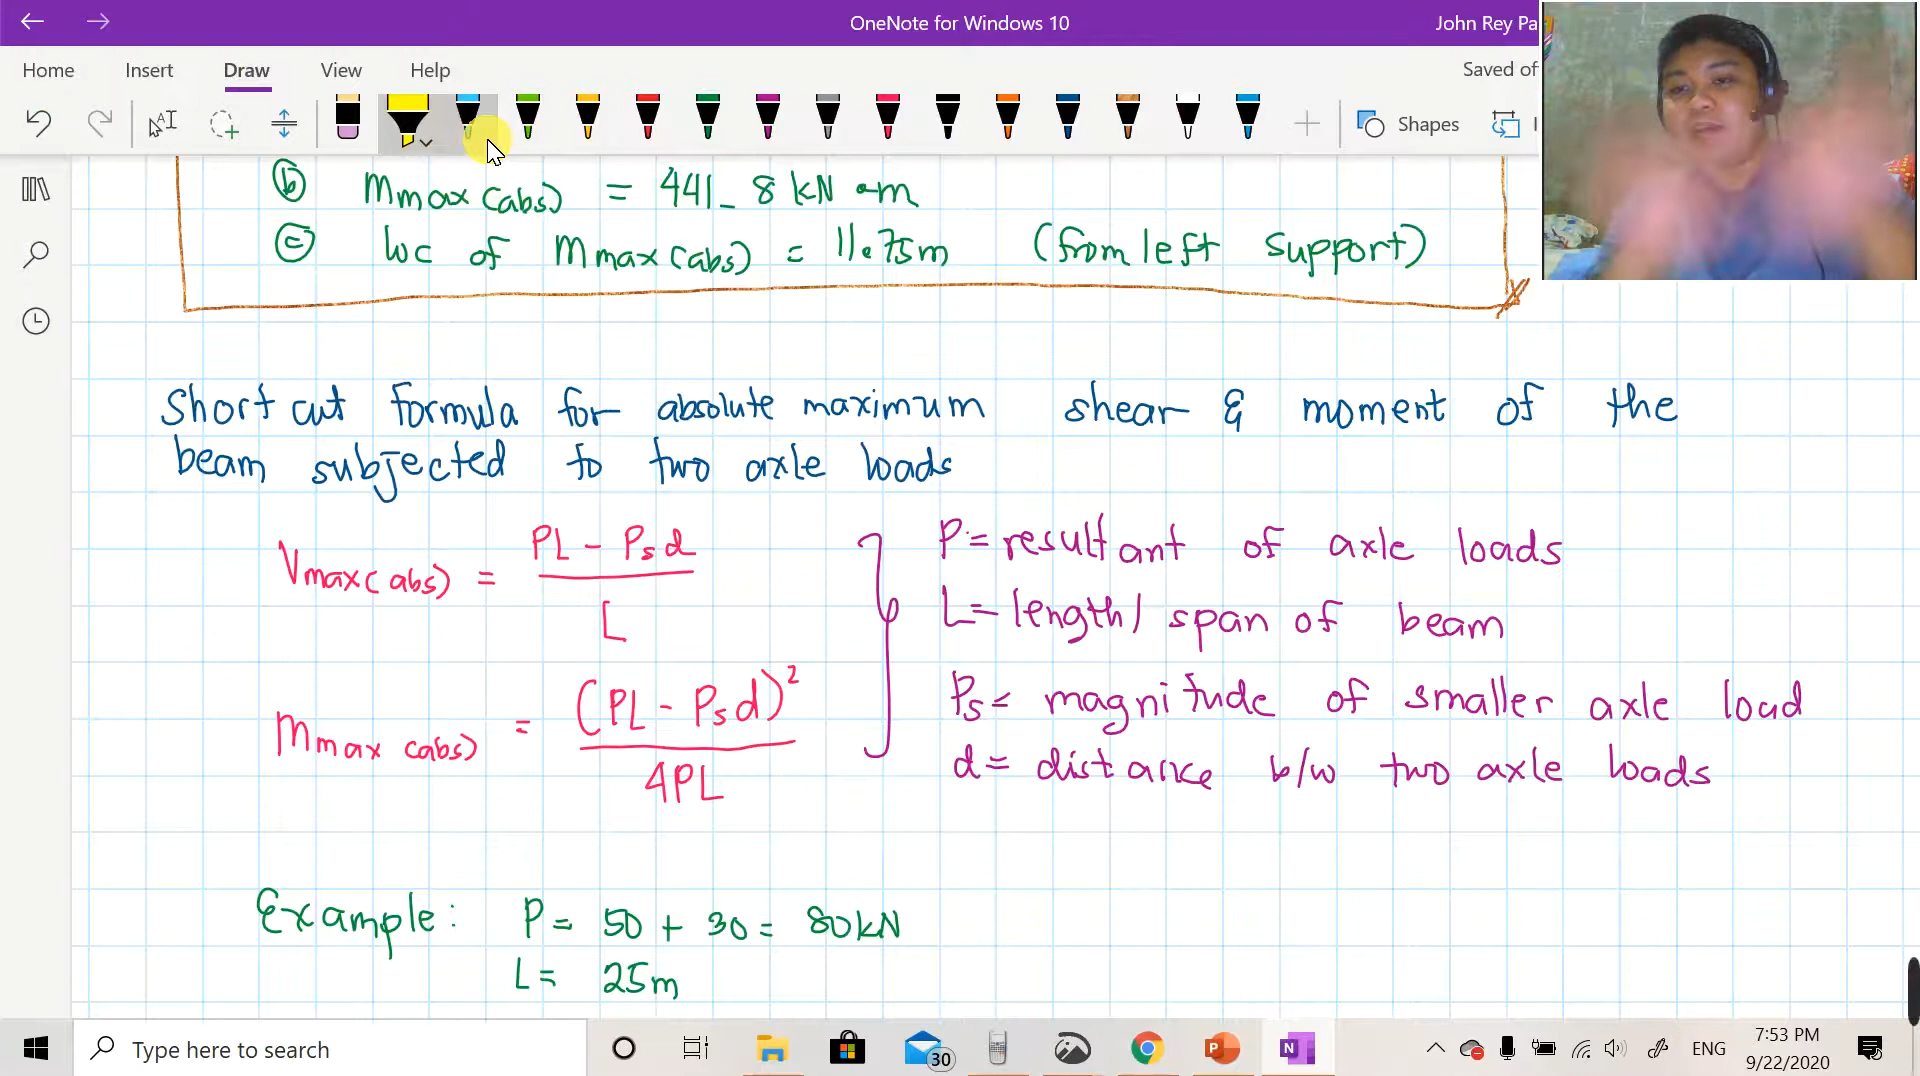 OneNote for Windows 10
John Rey Pa
Home Insert Draw View Help
Saved of
Shapes
b Mmax(abs) = 441_8 kN-m
c loc of Mmax(abs) = 11.75m (from left support)
Short cut formula for absolute maximum shear & moment of the
beam subjected to two axle loads
Vmax(abs) = PL - Psd / L
P = resultant of axle loads
L = length/span of beam
Mmax(abs) = (PL - Psd)² / 4PL
Ps = magnitude of smaller axle load
d = distance b/w two axle loads
Example: P = 50 + 30 = 80kN
L = 25m
Type here to search
30
ENG
7:53 PM
9/22/2020